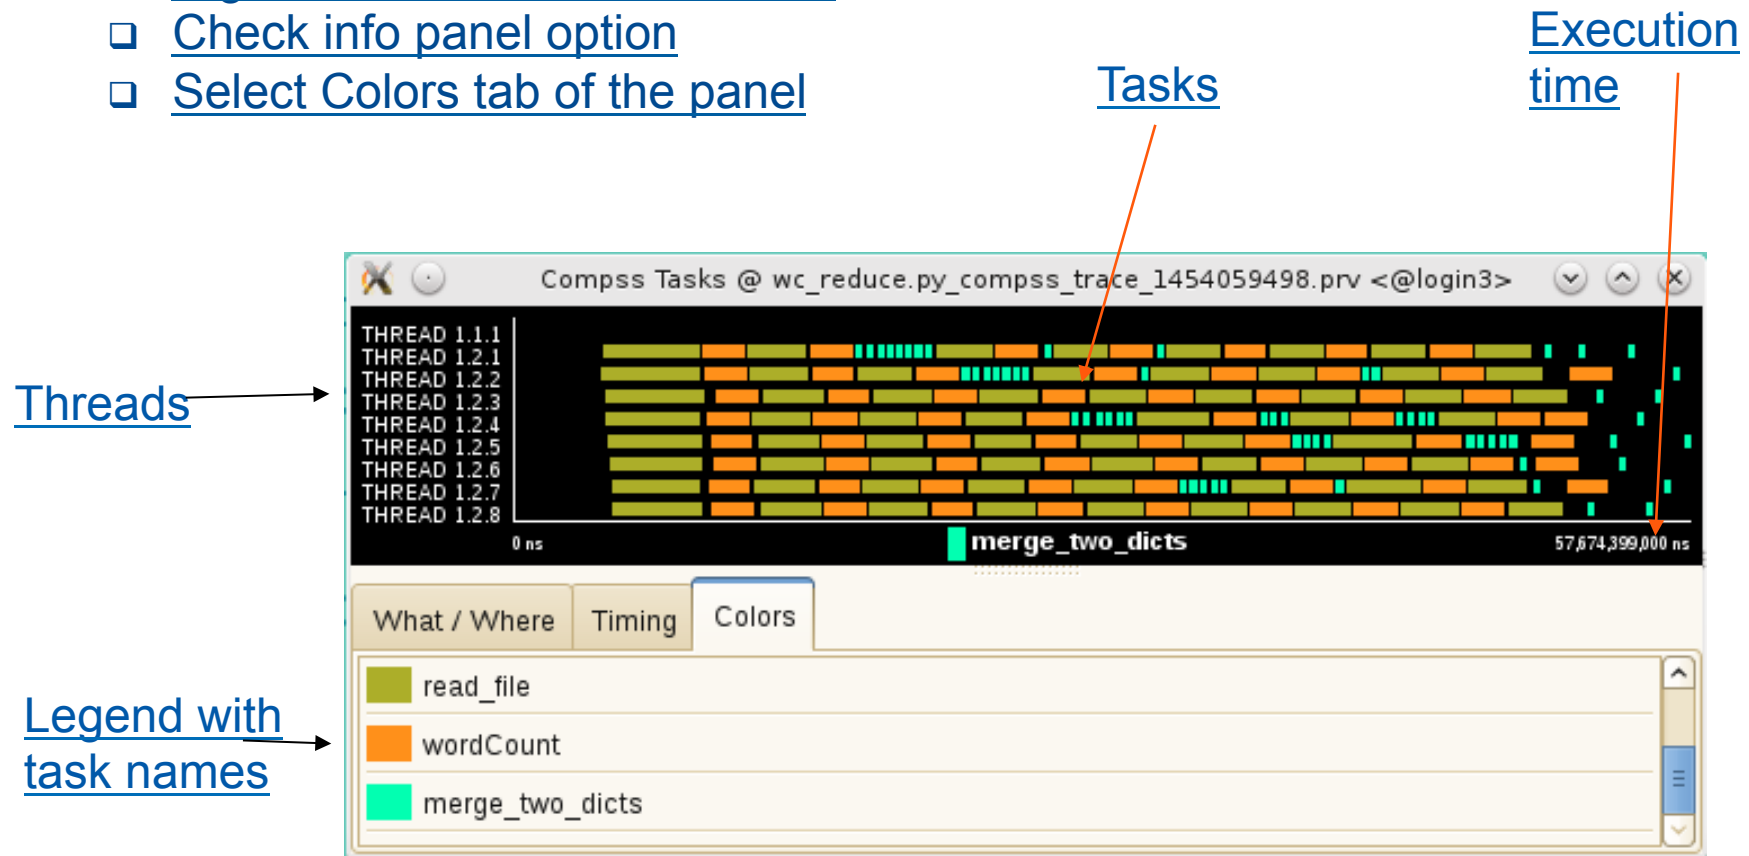 Check info panel option
Select Colors tab of the panel
Execution
time
Tasks
Compss Tasks @ wc_reduce.py_compss_trace_1454059498.prv <@login3>
THREAD 1.1.1
THREAD 1.2.1
THREAD 1.2.2
THREAD 1.2.3
THREAD 1.2.4
THREAD 1.2.5
THREAD 1.2.6
THREAD 1.2.7
THREAD 1.2.8
Threads
0 ns
merge_two_dicts
57,674,399,000 ns
What / Where
Timing
Colors
read_file
wordCount
merge_two_dicts
Legend with
task names